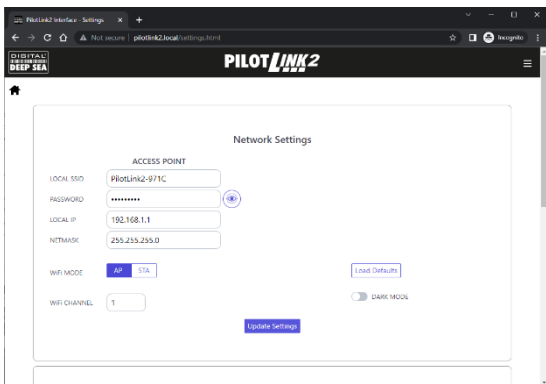 PilotLink2 Interface - Settings
Not secure | pilotlink2.local/settings.html
Incognito
DIGITAL
DEEP SEA
PILOTLINK2
Network Settings
ACCESS POINT
LOCAL SSID PilotLink2-971C
PASSWORD •••••••••
LOCAL IP 192.168.1.1
NETMASK 255.255.255.0
WiFi MODE AP STA Load Defaults
WiFi CHANNEL 1 DARK MODE
Update Settings